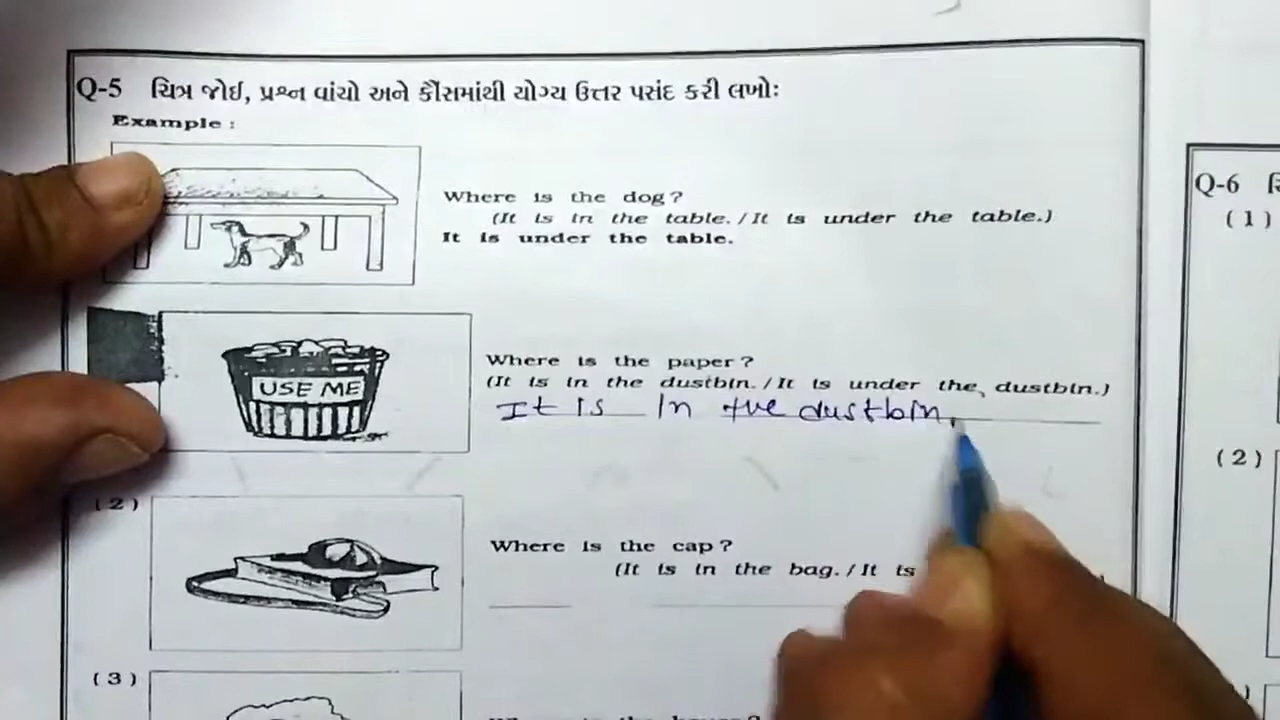 Q-5 ચિત્ર જોઈ, પ્રશ્ન વાંચો અને કૌંસમાંથી યોગ્ય ઉત્તર પસંદ કરી લખોઃ
Example :
Where is the dog?
(It is in the table. / It is under the table.)
It is under the table.
USE ME
Where is the paper?
(It is in the dustbin. / It is under the dustbin.)
It is in the dustbin.
(2)
Where is the cap?
(It is in the bag. / It is
(3)
Q-6
(1)
(2)